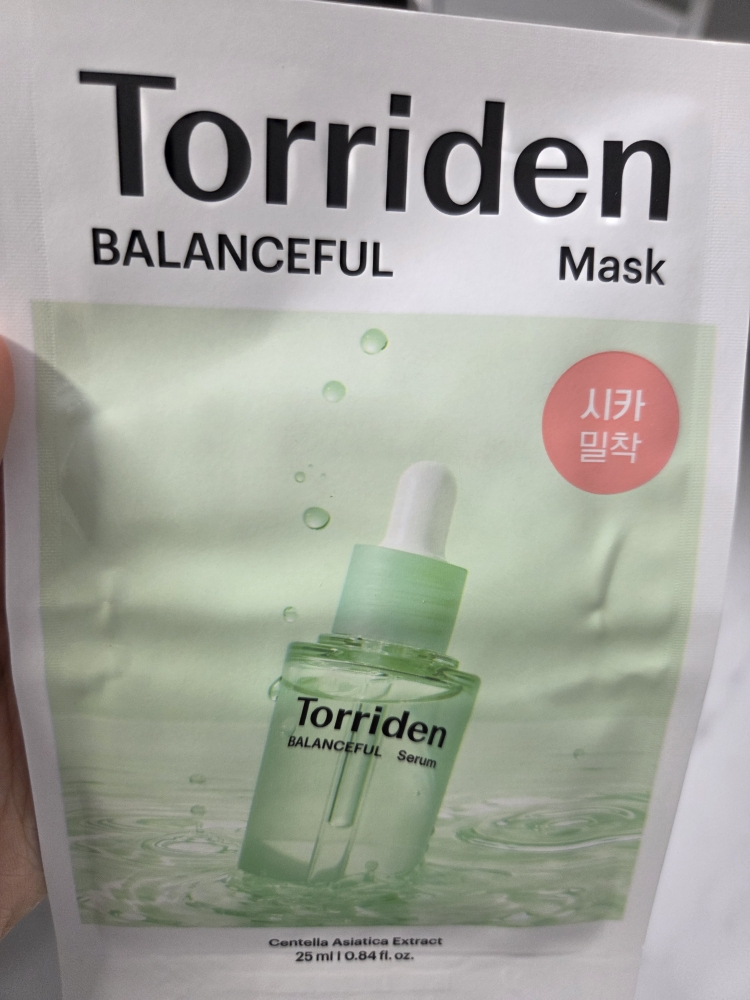 Torriden
BALANCEFUL Mask
시카
밀착
Torriden
BALANCEFUL Serum
Centella Asiatica Extract
25 ml | 0.84 fl. oz.